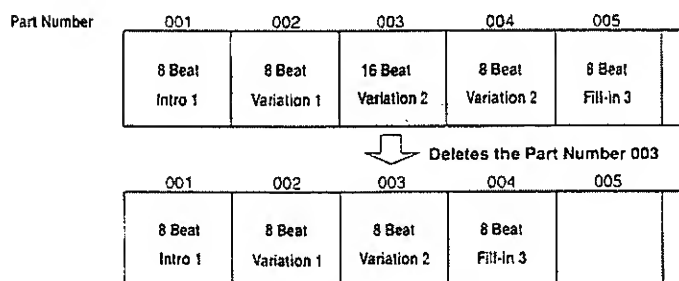 Part Number 001 002 003 004 005
8 Beat 8 Beat 16 Beat 8 Beat 8 Beat
Intro 1 Variation 1 Variation 2 Variation 2 Fill-in 3
Deletes the Part Number 003
001 002 003 004 005
8 Beat 8 Beat 8 Beat 8 Beat
Intro 1 Variation 1 Variation 2 Fill-in 3